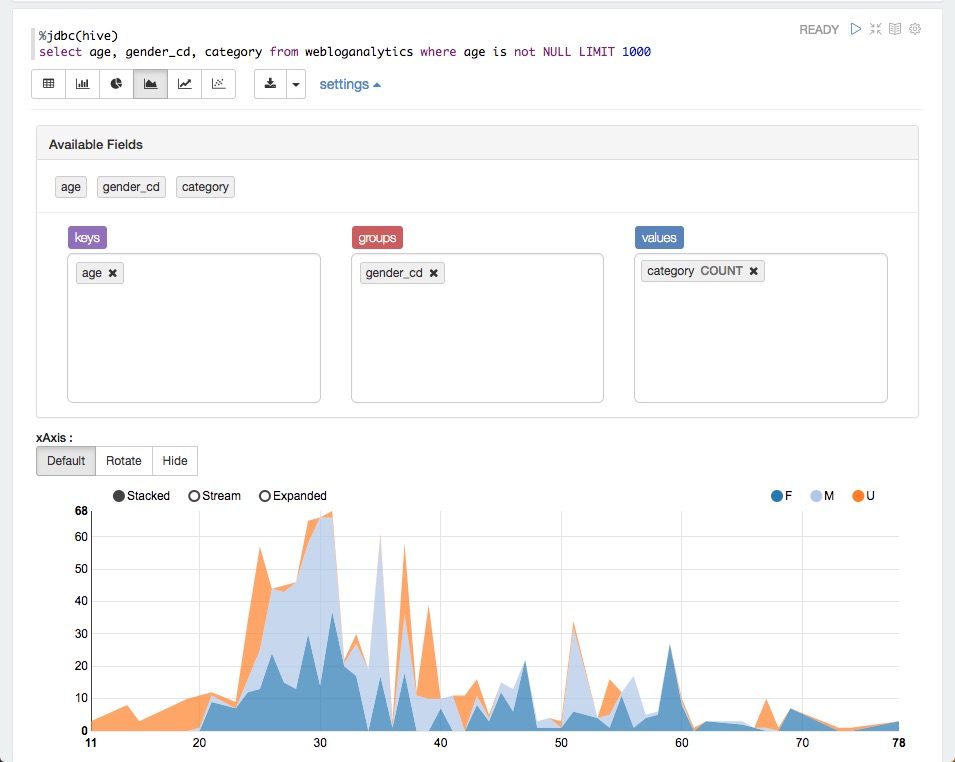 %jdbc(hive)
READY
select age, gender_cd, category from webloganalytics where age is not NULL LIMIT 1000
settings
Available Fields
age gender_cd category
keys groups values
age ✖ gender_cd ✖ category COUNT ✖
xAxis :
Default Rotate Hide
Stacked Stream Expanded F M U
68
60
50
40
30
20
10
0
11 20 30 40 50 60 70 78